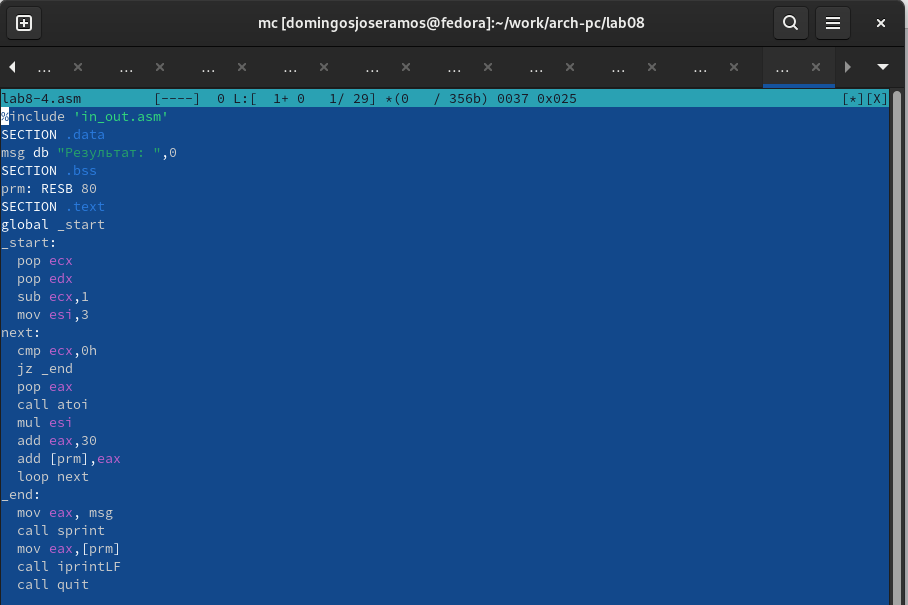 mc [domingosjoseramos@fedora]:~/work/arch-pc/lab08
... ... ... ... ... ... ... ... ... ...
lab8-4.asm [----] 0 L:[ 1+ 0 1/ 29] *(0 / 356b) 0037 0x025 [*][X]
%include 'in_out.asm'
SECTION .data
msg db "Результат: ",0
SECTION .bss
prm: RESB 80
SECTION .text
global _start
_start:
pop ecx
pop edx
sub ecx,1
mov esi,3
next:
cmp ecx,0h
jz _end
pop eax
call atoi
mul esi
add eax,30
add [prm],eax
loop next
_end:
mov eax, msg
call sprint
mov eax,[prm]
call iprintLF
call quit